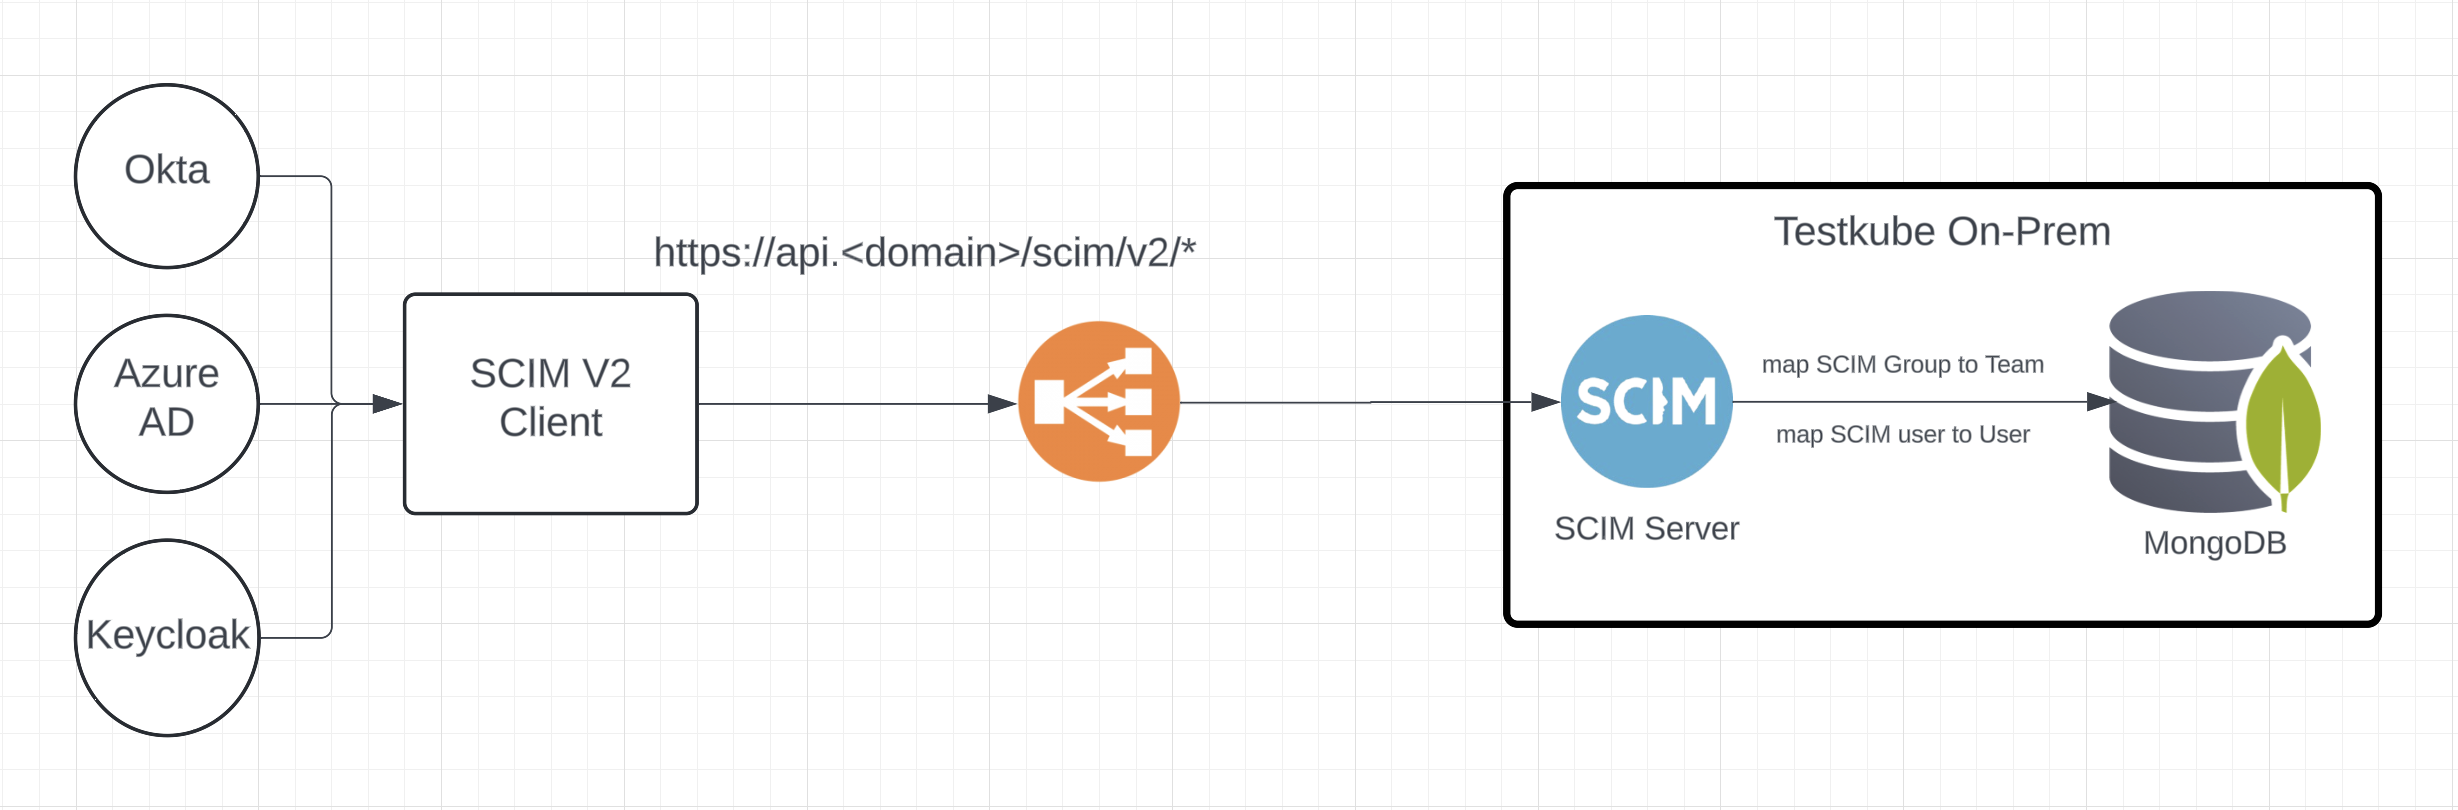 Okta
Azure
AD
Keycloak
SCIM V2
Client
https://api.<domain>/scim/v2/*
Testkube On-Prem
SCIM
map SCIM Group to Team
map SCIM user to User
SCIM Server
MongoDB